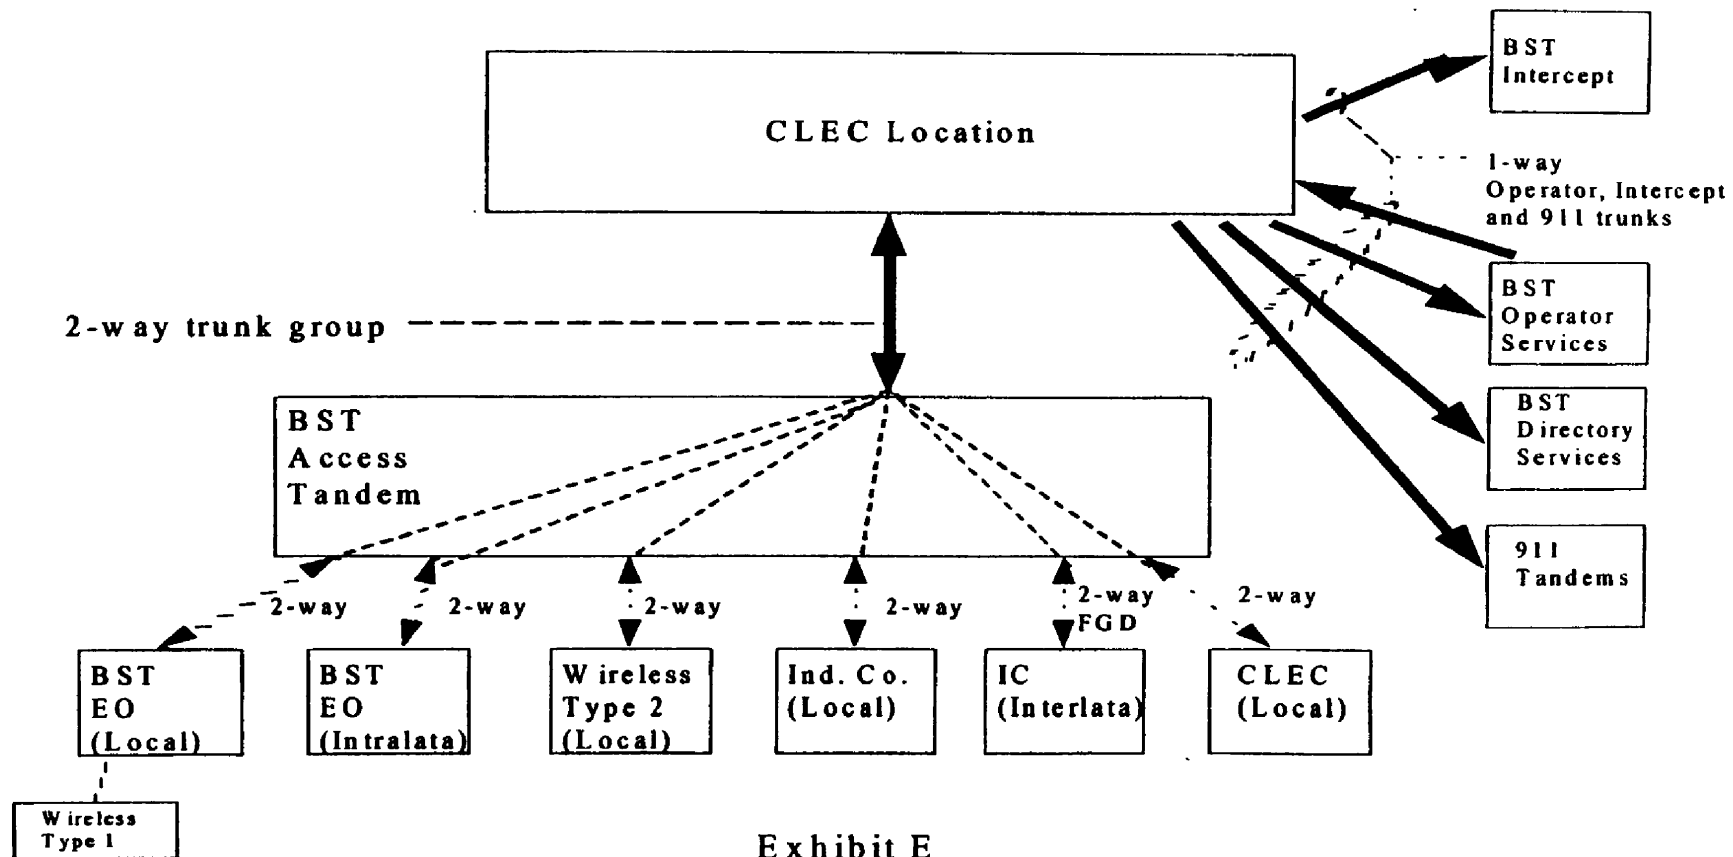 BST
Intercept
CLEC Location
1-way
Operator, Intercept
and 911 trunks
BST
Operator
Services
2-way trunk group
BST
Directory
Services
BST
Access
Tandem
911
Tandems
2-way
2-way
2-way
2-way
2-way
FGD
2-way
BST
EO
(Local)
BST
EO
(Intralata)
Wireless
Type 2
(Local)
Ind. Co.
(Local)
IC
(Interlata)
CLEC
(Local)
Wireless
Type 1
Exhibit E